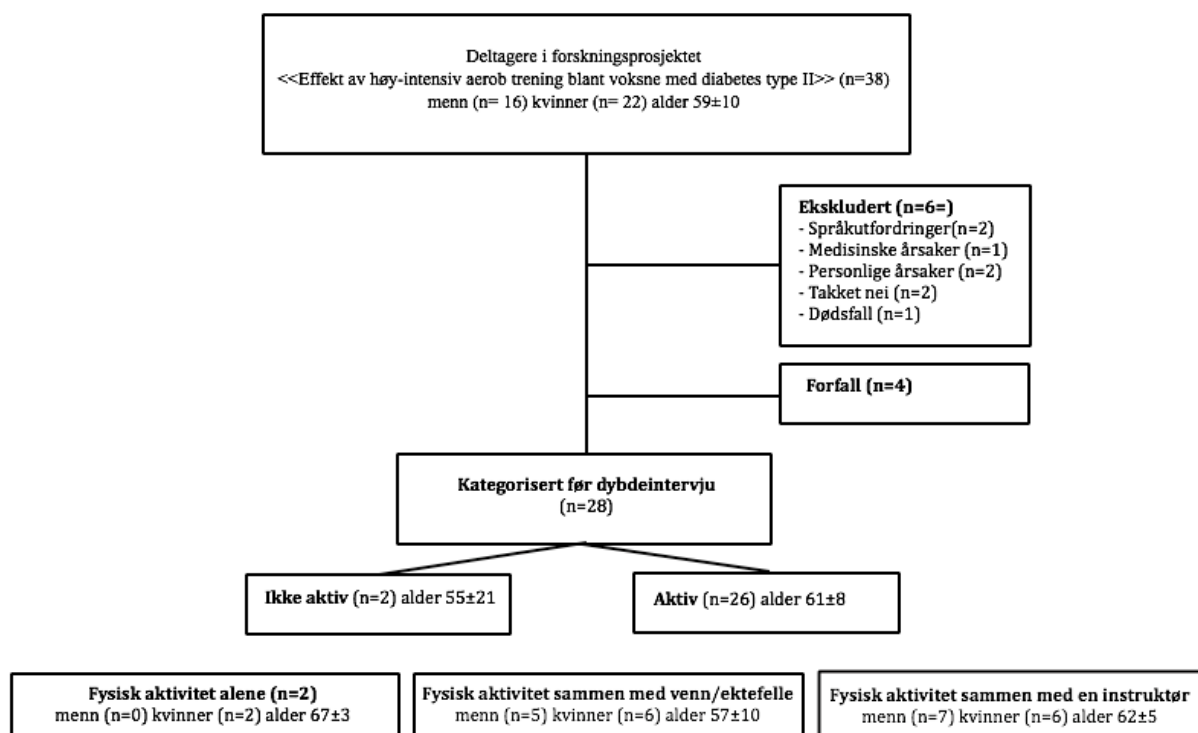 Deltagere i forskningsprosjektet
<<Effekt av høy-intensiv aerob trening blant voksne med diabetes type II>> (n=38)
menn (n= 16) kvinner (n= 22) alder 59±10
Ekskludert (n=6=)
- Språkutfordringer(n=2)
- Medisinske årsaker (n=1)
- Personlige årsaker (n=2)
- Takket nei (n=2)
- Dødsfall (n=1)
Forfall (n=4)
Kategorisert før dybdeintervju
(n=28)
Ikke aktiv (n=2) alder 55±21
Aktiv (n=26) alder 61±8
Fysisk aktivitet alene (n=2)
menn (n=0) kvinner (n=2) alder 67±3
Fysisk aktivitet sammen med venn/ektefelle
menn (n=5) kvinner (n=6) alder 57±10
Fysisk aktivitet sammen med en instruktør
menn (n=7) kvinner (n=6) alder 62±5